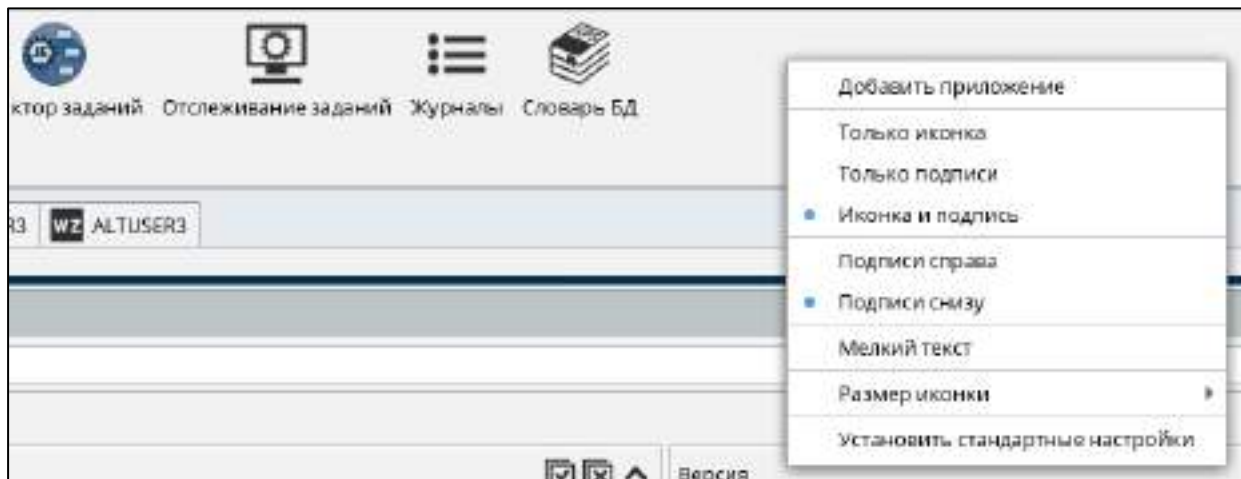 ктор заданий Отслеживание заданий Журналы Словарь БД
R3 WZ ALTUSER3
Добавить приложение
Только иконка
Только подписи
Иконка и подпись
Подписи справа
Подписи снизу
Мелкий текст
Размер иконки
Установить стандартные настройки
Версия